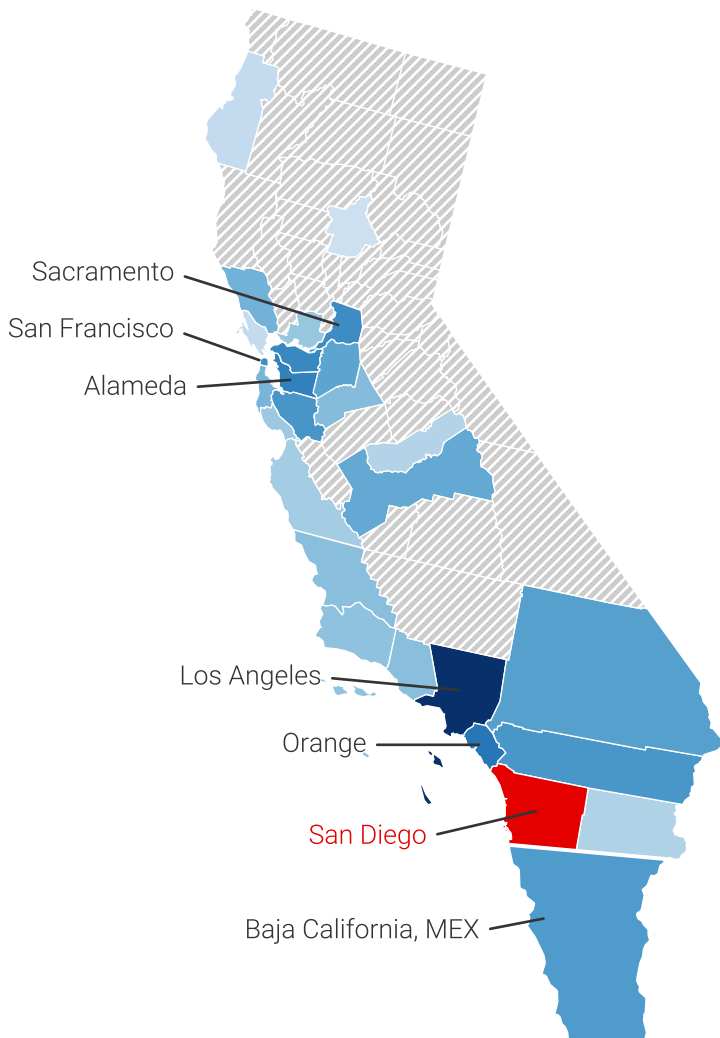 Sacramento
San Francisco
Alameda
Los Angeles
Orange
San Diego
Baja California, MEX